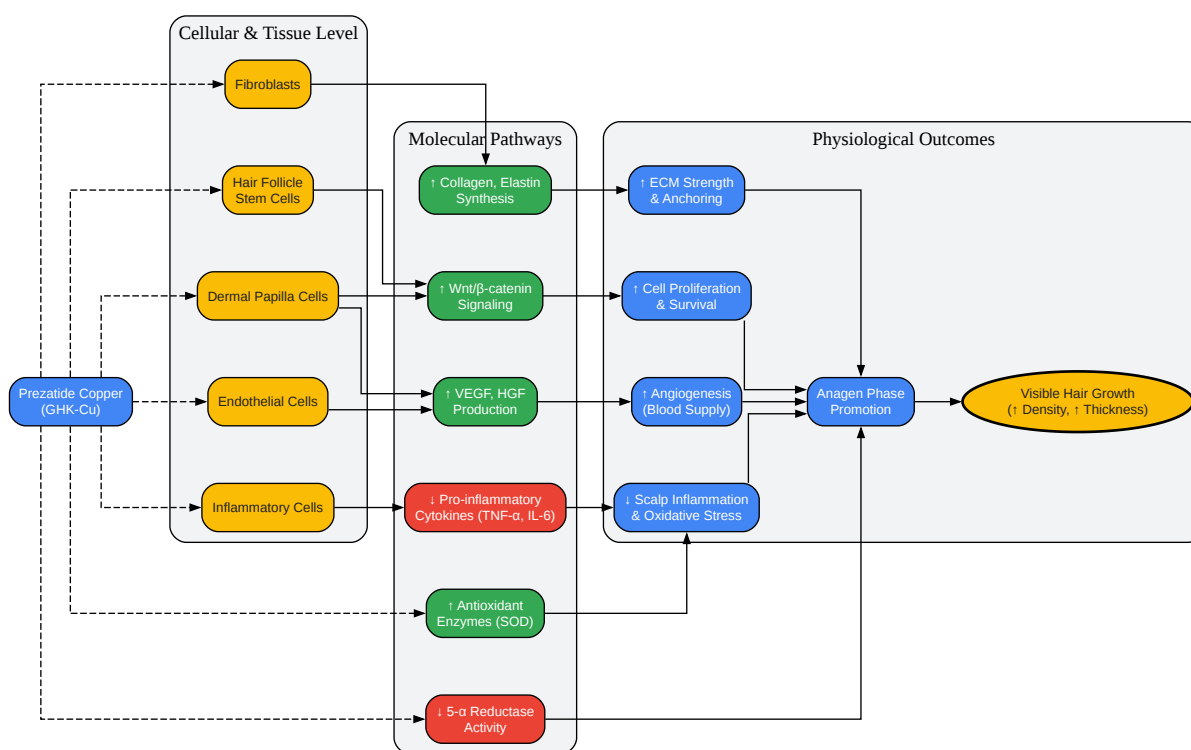 Cellular & Tissue Level
Fibroblasts
Hair Follicle
Stem Cells
Dermal Papilla Cells
Endothelial Cells
Inflammatory Cells
Prezatide Copper
(GHK-Cu)
Molecular Pathways
↑ Collagen, Elastin
Synthesis
↑ Wnt/β-catenin
Signaling
↑ VEGF, HGF
Production
↓ Pro-inflammatory
Cytokines (TNF-α, IL-6)
↑ Antioxidant
Enzymes (SOD)
↓ 5-α Reductase
Activity
Physiological Outcomes
↑ ECM Strength
& Anchoring
↑ Cell Proliferation
& Survival
↑ Angiogenesis
(Blood Supply)
↓ Scalp Inflammation
& Oxidative Stress
Anagen Phase
Promotion
Visible Hair Growth
(↑ Density, ↑ Thickness)